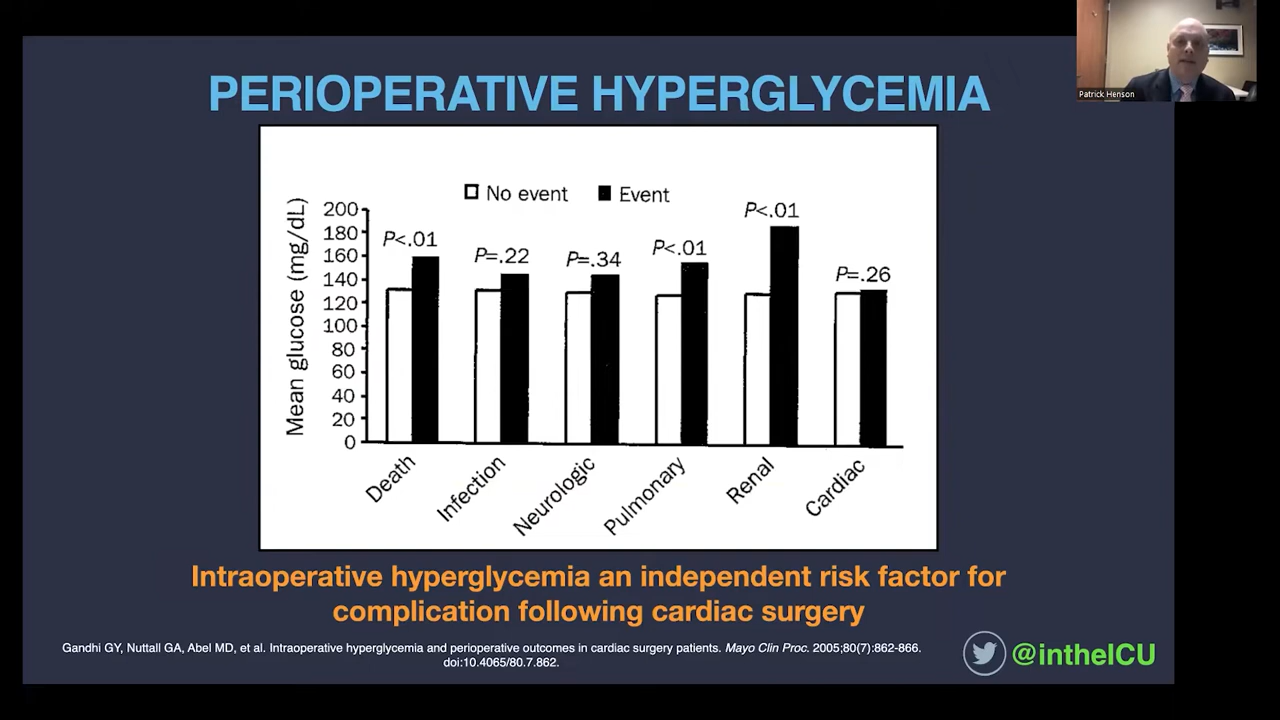 Patrick Henson
PERIOPERATIVE HYPERGLYCEMIA
No event Event
Mean glucose (mg/dL)
200
180
160
140
120
100
80
60
40
20
0
P<.01
P=.22
P=.34
P<.01
P<.01
P=.26
Death
Infection
Neurologic
Pulmonary
Renal
Cardiac
Intraoperative hyperglycemia an independent risk factor for
complication following cardiac surgery
Gandhi GY, Nuttall GA, Abel MD, et al. Intraoperative hyperglycemia and perioperative outcomes in cardiac surgery patients. Mayo Clin Proc. 2005;80(7):862-866.
doi:10.4065/80.7.862.
@intheICU